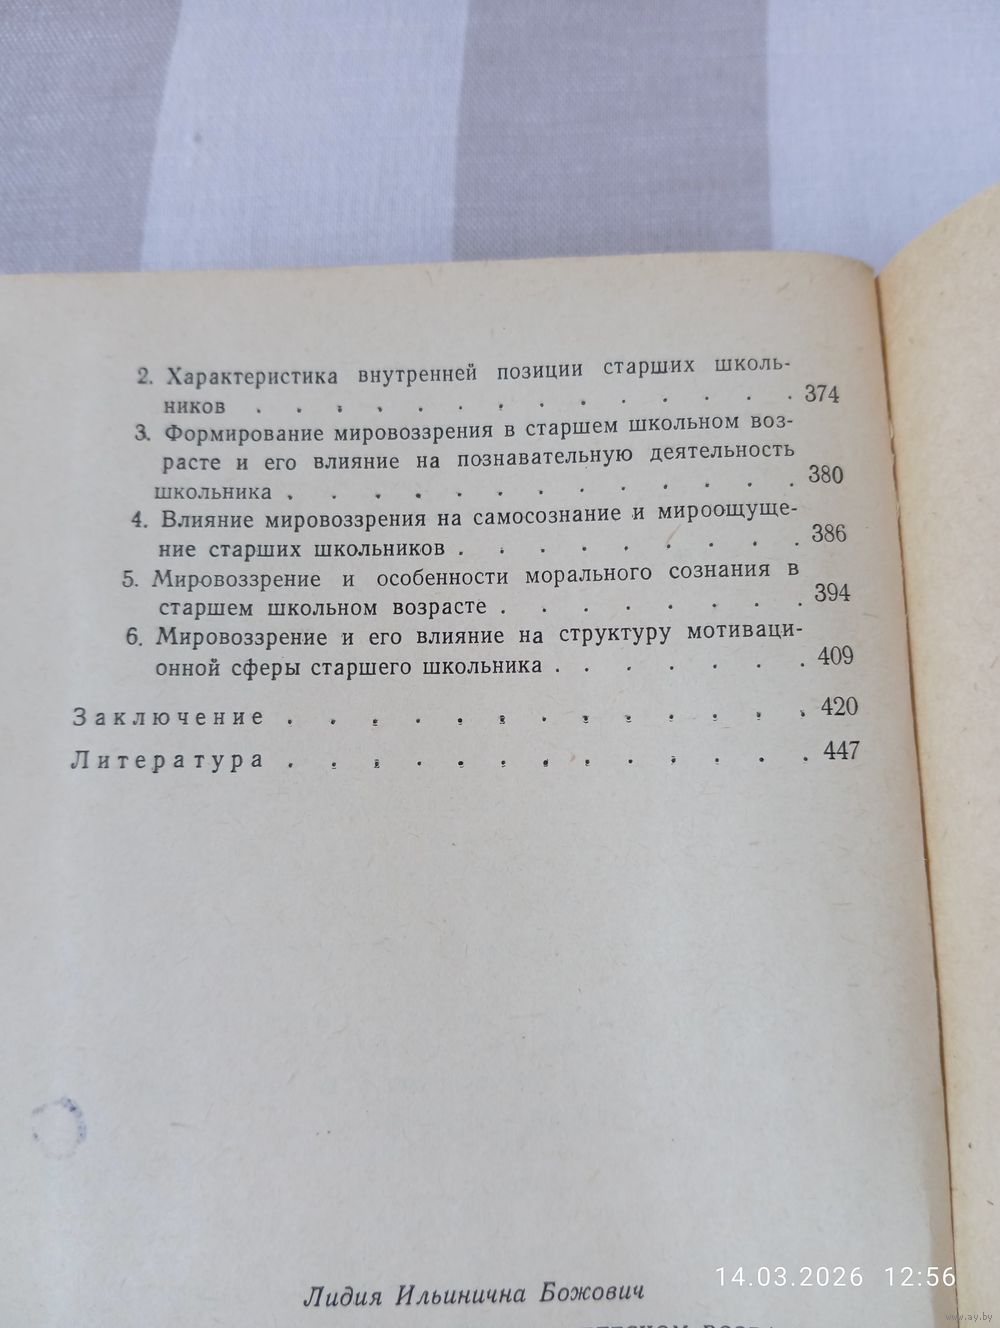 2. Характеристика внутренней позиции старших школь-
ников . . . . . . . . . . . . . . 374
3. Формирование мировоззрения в старшем школьном воз-
расте и его влияние на познавательную деятельность
школьника . . . . . . . . . . . . . 380
4. Влияние мировоззрения на самосознание и мироощуще-
ние старших школьников . . . . . . . . . 386
5. Мировоззрение и особенности морального сознания в
старшем школьном возрасте . . . . . . . . 394
6. Мировоззрение и его влияние на структуру мотиваци-
онной сферы старшего школьника . . . . . . . 409
Заключение . . . . . . . . . . . . . 420
Литература . . . . . . . . . . . . . 447
Лидия Ильинична Божович
14.03.2026 12:56
www.ay.by